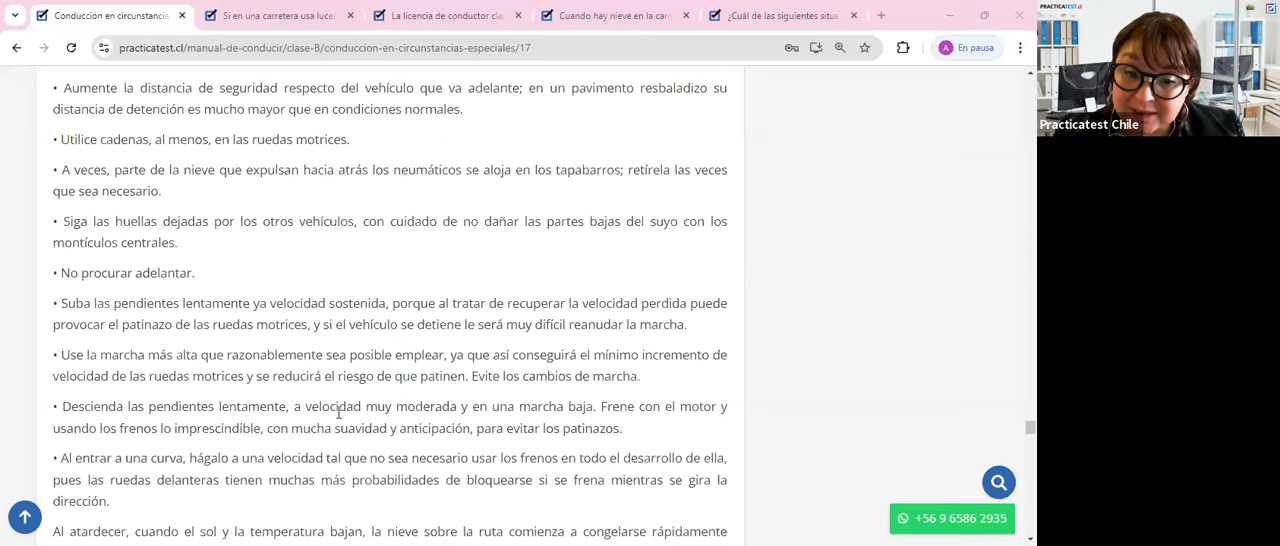 Conducción en circunstancias
Si en una carretera usa luces
La licencia de conductor cla
Cuando hay nieve en la carr
¿Cuál de las siguientes situa
practicatest.cl/manual-de-conducir/clase-B/conduccion-en-circunstancias-especiales/17
A
En pausa
• Aumente la distancia de seguridad respecto del vehículo que va adelante; en un pavimento resbaladizo su
distancia de detención es mucho mayor que en condiciones normales.
• Utilice cadenas, al menos, en las ruedas motrices.
• A veces, parte de la nieve que expulsan hacia atrás los neumáticos se aloja en los tapabarros; retírela las veces
que sea necesario.
• Siga las huellas dejadas por los otros vehículos, con cuidado de no dañar las partes bajas del suyo con los
montículos centrales.
• No procurar adelantar.
• Suba las pendientes lentamente ya velocidad sostenida, porque al tratar de recuperar la velocidad perdida puede
provocar el patinazo de las ruedas motrices, y si el vehículo se detiene le será muy difícil reanudar la marcha.
• Use la marcha más alta que razonablemente sea posible emplear, ya que así conseguirá el mínimo incremento de
velocidad de las ruedas motrices y se reducirá el riesgo de que patinen. Evite los cambios de marcha.
• Descienda las pendientes lentamente, a velocidad muy moderada y en una marcha baja. Frene con el motor y
usando los frenos lo imprescindible, con mucha suavidad y anticipación, para evitar los patinazos.
• Al entrar a una curva, hágalo a una velocidad tal que no sea necesario usar los frenos en todo el desarrollo de ella,
pues las ruedas delanteras tienen muchas más probabilidades de bloquearse si se frena mientras se gira la
dirección.
Al atardecer, cuando el sol y la temperatura bajan, la nieve sobre la ruta comienza a congelarse rápidamente
+56 9 6586 2935
PRACTICATEST.cl
Practicatest Chile